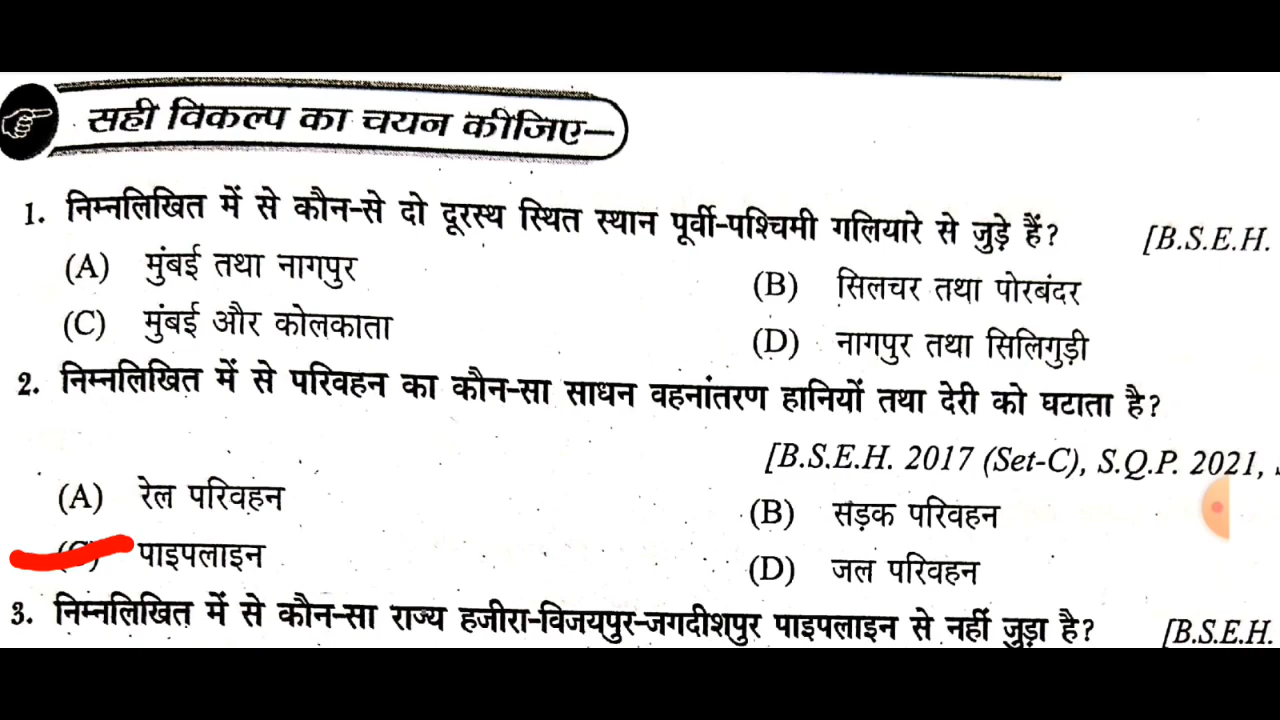 सही विकल्प का चयन कीजिए—
1. निम्नलिखित में से कौन-से दो दूरस्थ स्थित स्थान पूर्वी-पश्चिमी गलियारे से जुड़े हैं? [B.S.E.H.
(A) मुंबई तथा नागपुर (B) सिलचर तथा पोरबंदर
(C) मुंबई और कोलकाता (D) नागपुर तथा सिलिगुड़ी
2. निम्नलिखित में से परिवहन का कौन-सा साधन वहनांतरण हानियों तथा देरी को घटाता है?
[B.S.E.H. 2017 (Set-C), S.Q.P. 2021,
(A) रेल परिवहन (B) सड़क परिवहन
(C) पाइपलाइन (D) जल परिवहन
3. निम्नलिखित में से कौन-सा राज्य हजीरा-विजयपुर-जगदीशपुर पाइपलाइन से नहीं जुड़ा है? [B.S.E.H.